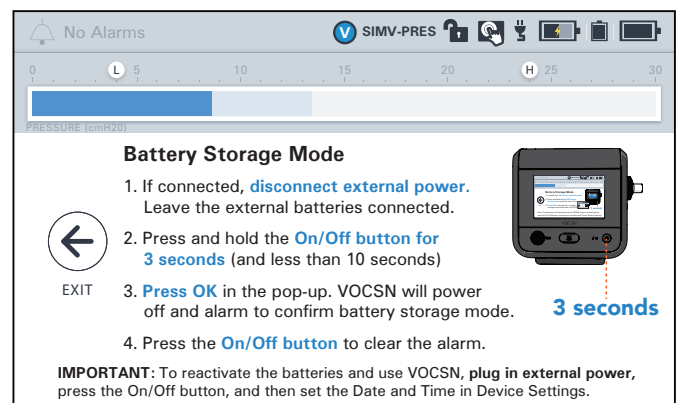 No Alarms
V SIMV-PRES
0 L 5 10 15 20 H 25 30
PRESSURE (cmH20)
Battery Storage Mode
1. If connected, disconnect external power.
Leave the external batteries connected.
2. Press and hold the On/Off button for
3 seconds (and less than 10 seconds)
EXIT
3. Press OK in the pop-up. VOCSN will power
off and alarm to confirm battery storage mode.
3 seconds
4. Press the On/Off button to clear the alarm.
IMPORTANT: To reactivate the batteries and use VOCSN, plug in external power,
press the On/Off button, and then set the Date and Time in Device Settings.